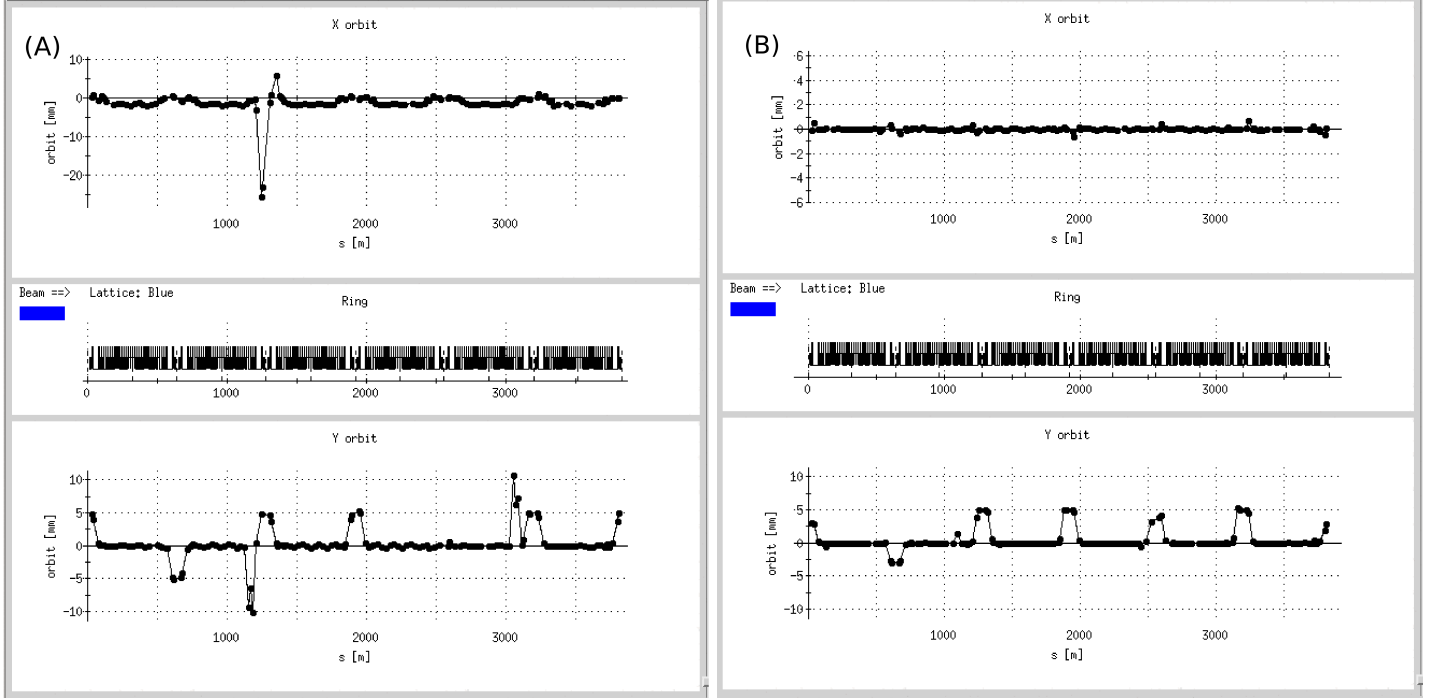 (A)
X orbit
10
0
-10
-20
orbit [mm]
1000 2000 3000
s [m]
Beam ==> Lattice: Blue
Ring
0 1000 2000 3000
Y orbit
10
5
0
-5
-10
orbit [mm]
1000 2000 3000
s [m]
(B)
X orbit
6
4
2
0
-2
-4
-6
orbit [mm]
1000 2000 3000
s [m]
Beam ==> Lattice: Blue
Ring
0 1000 2000 3000
Y orbit
10
5
0
-5
-10
orbit [mm]
1000 2000 3000
s [m]